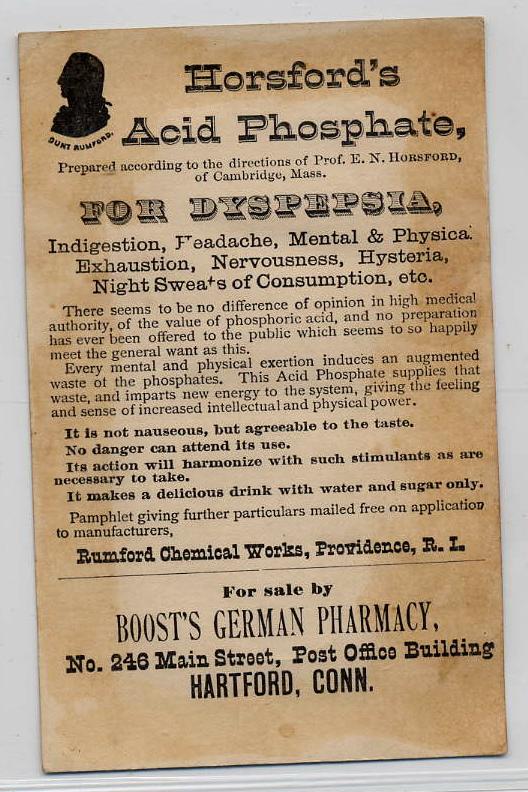 Horsford's
Acid Phosphate,
OUNT RUMFORD.
Prepared according to the directions of Prof. E. N. HORSFORD,
of Cambridge, Mass.
FOR DYSPEPSIA,
Indigestion, Feadache, Mental & Physical
Exhaustion, Nervousness, Hysteria,
Night Sweats of Consumption, etc.
There seems to be no difference of opinion in high medical
authority, of the value of phosphoric acid, and no preparation
has ever been offered to the public which seems to so happily
meet the general want as this.
Every mental and physical exertion induces an augmented
waste of the phosphates. This Acid Phosphate supplies that
waste, and imparts new energy to the system, giving the feeling
and sense of increased intellectual and physical power.
It is not nauseous, but agreeable to the taste.
No danger can attend its use.
Its action will harmonize with such stimulants as are
necessary to take.
It makes a delicious drink with water and sugar only.
Pamphlet giving further particulars mailed free on application
to manufacturers,
Rumford Chemical Works, Providence, R. I.
For sale by
BOOST'S GERMAN PHARMACY,
No. 246 Main Street, Post Office Building
HARTFORD, CONN.